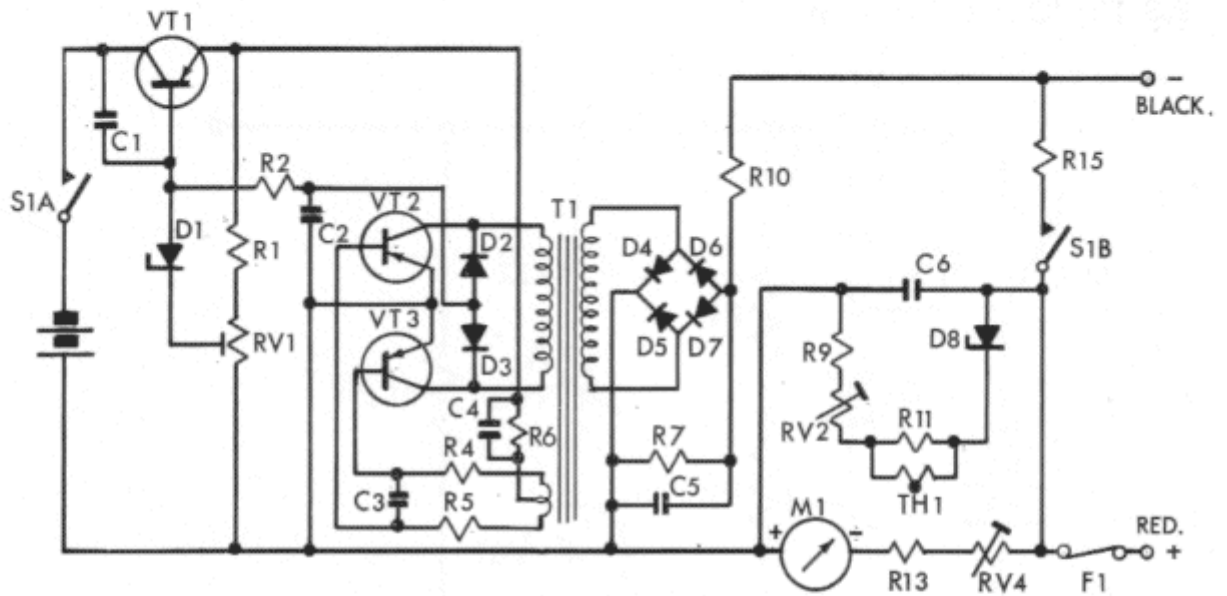 VT1
C1
R2
S1A
D1
R1
C2
VT2
D2
T1
RV1
VT3
D3
C4
R6
R4
C3
R5
D4
D6
D5
D7
R10
R7
C5
-
BLACK.
R15
S1B
C6
D8
R9
RV2
R11
TH1
M1
+
-
R13
RV4
F1
RED.
+